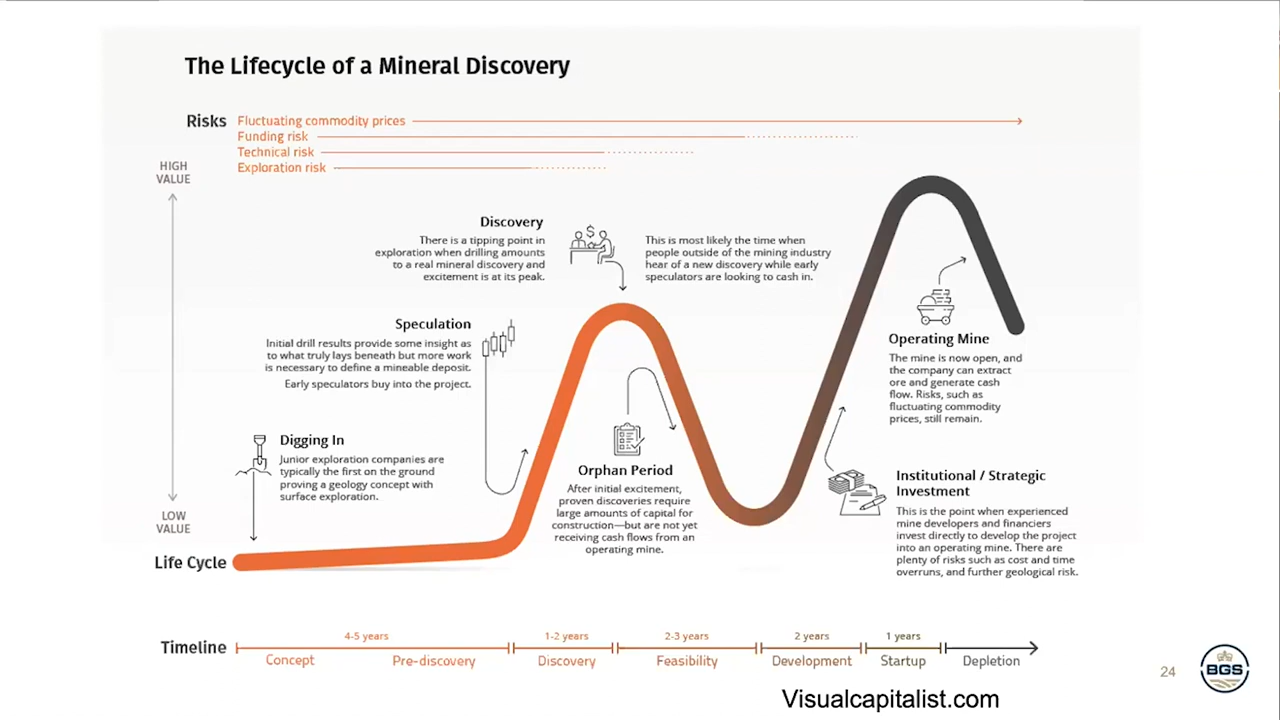 The Lifecycle of a Mineral Discovery
Risks
Fluctuating commodity prices
Funding risk
Technical risk
Exploration risk
HIGH
VALUE
Discovery
There is a tipping point in
exploration when drilling amounts
to a real mineral discovery and
excitement is at its peak.
$
This is most likely the time when
people outside of the mining industry
hear of a new discovery while early
speculators are looking to cash in.
Speculation
Initial drill results provide some insight as
to what truly lays beneath but more work
is necessary to define a mineable deposit.
Early speculators buy into the project.
Operating Mine
The mine is now open, and
the company can extract
ore and generate cash
flow. Risks, such as
fluctuating commodity
prices, still remain.
Digging In
Junior exploration companies are
typically the first on the ground
proving a geology concept with
surface exploration.
Orphan Period
After initial excitement,
proven discoveries require
large amounts of capital for
construction—but are not yet
receiving cash flows from an
operating mine.
Institutional / Strategic
Investment
This is the point when experienced
mine developers and financiers
invest directly to develop the project
into an operating mine. There are
plenty of risks such as cost and time
overruns, and further geological risk.
LOW
VALUE
Life Cycle
Timeline
4-5 years
1-2 years
2-3 years
2 years
1 years
Concept
Pre-discovery
Discovery
Feasibility
Development
Startup
Depletion
24
BGS
Visualcapitalist.com